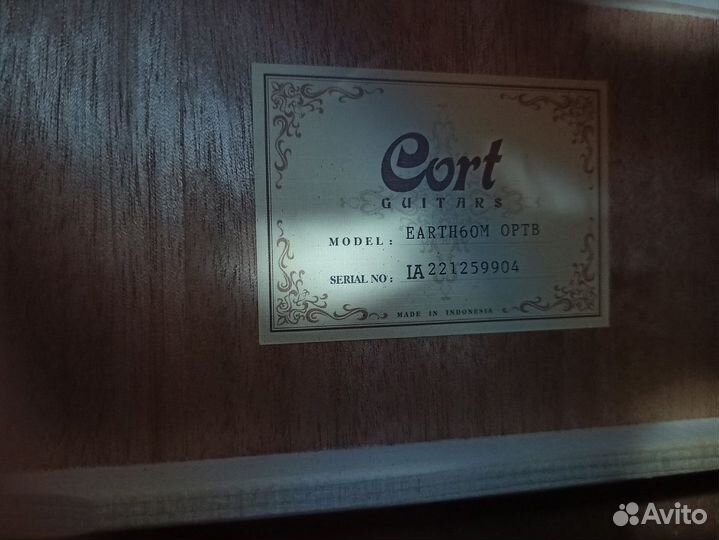 Cort
GUITARS
MODEL: EARTH60M OPTB
SERIAL NO: IA221259904
MADE IN INDONESIA
Avito